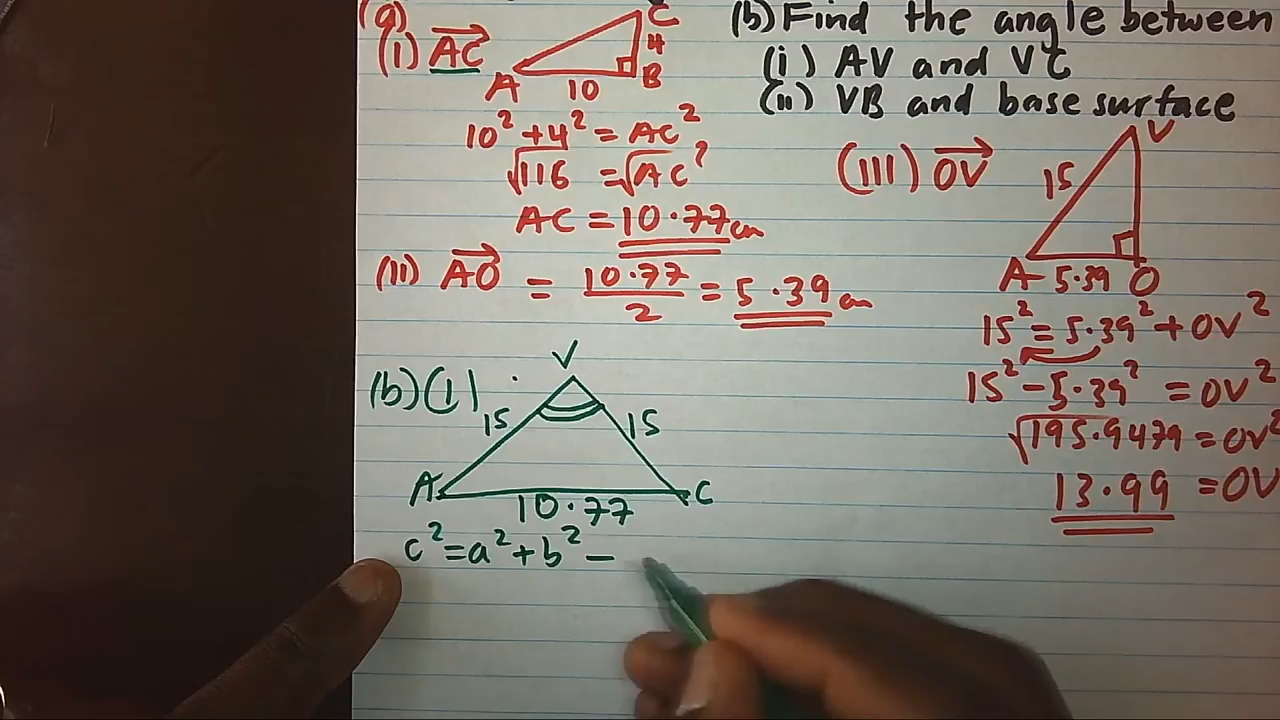 (a)
(i) AC
A 10 B 4 C
10² + 4² = AC²
√116 = √AC²
AC = 10.77cm
(ii) AO = 10.77/2 = 5.39 cm
(b) Find the angle between
(i) AV and VC
(ii) VB and base surface
(iii) OV
V
15
A 5.39 O
15² = 5.39² + OV²
15² - 5.39² = OV²
√195.9479 = OV²
13.99 = OV
(b) (i)
V
15 15
A C
10.77
c² = a² + b² -